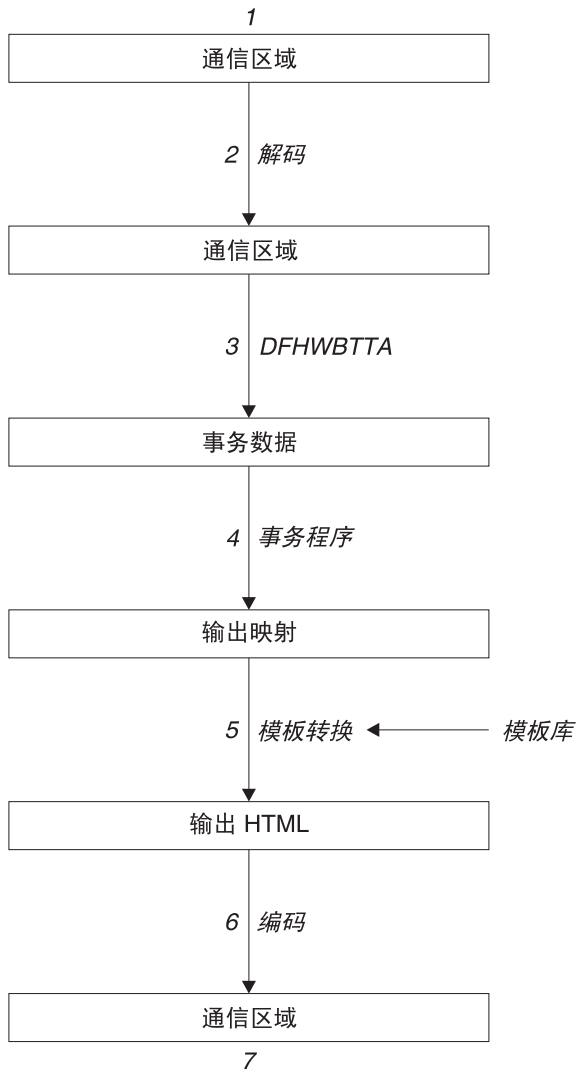 1
通信区域
2 解码
通信区域
3 DFHWBTTA
事务数据
4 事务程序
输出映射
5 模板转换 模板库
输出 HTML
6 编码
通信区域
7